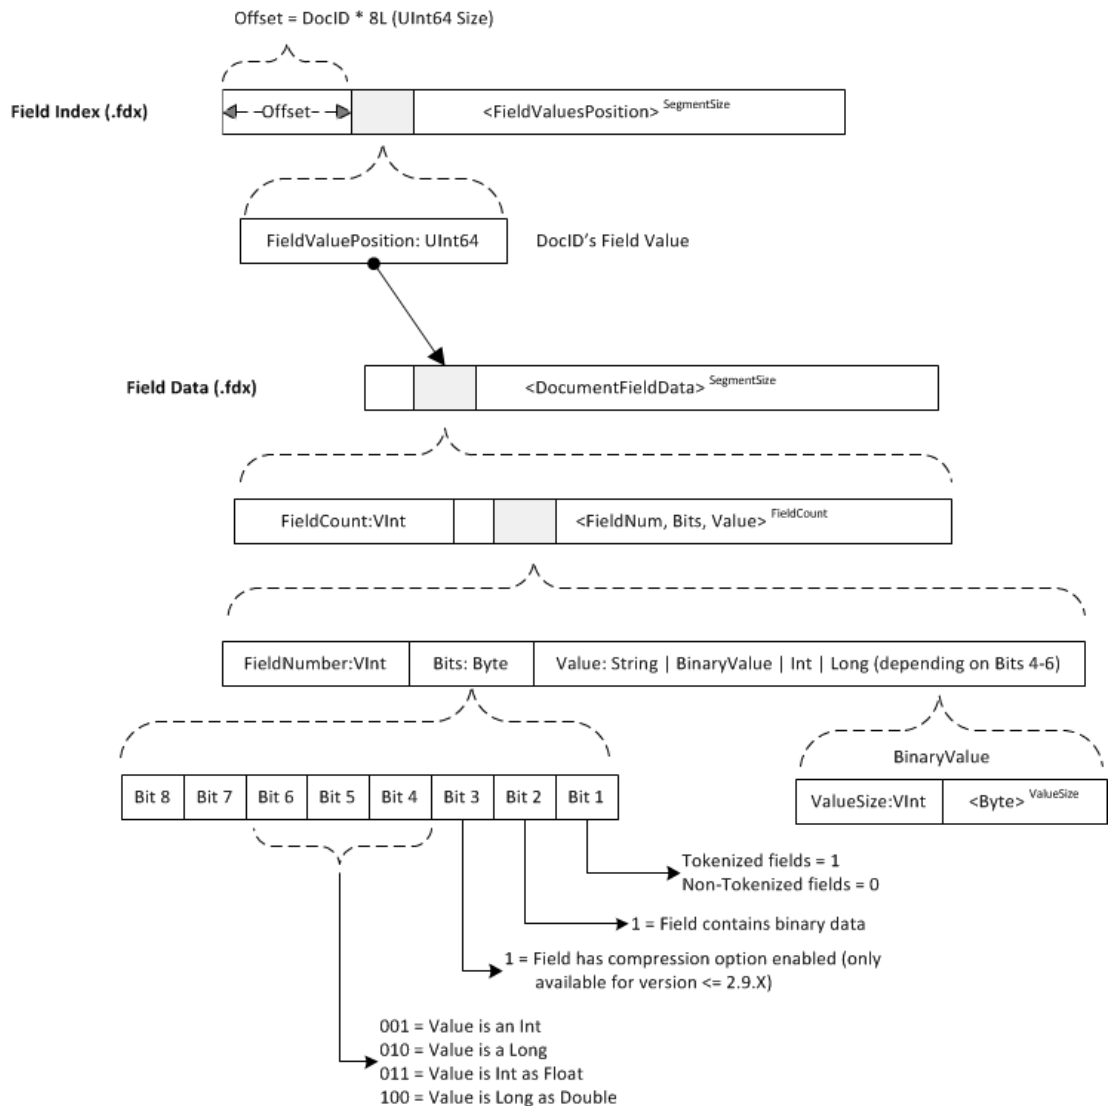 Offset = DocID * 8L (UInt64 Size)
Field Index (.fdx)
Offset
<FieldValuesPosition> SegmentSize
FieldValuePosition: UInt64
DocID's Field Value
Field Data (.fdx)
<DocumentFieldData> SegmentSize
FieldCount:VInt
<FieldNum, Bits, Value> FieldCount
FieldNumber:VInt
Bits: Byte
Value: String | BinaryValue | Int | Long (depending on Bits 4-6)
BinaryValue
Bit 8
Bit 7
Bit 6
Bit 5
Bit 4
Bit 3
Bit 2
Bit 1
ValueSize:VInt
<Byte> ValueSize
Tokenized fields = 1
Non-Tokenized fields = 0
1 = Field contains binary data
1 = Field has compression option enabled (only
available for version <= 2.9.X)
001 = Value is an Int
010 = Value is a Long
011 = Value is Int as Float
100 = Value is Long as Double